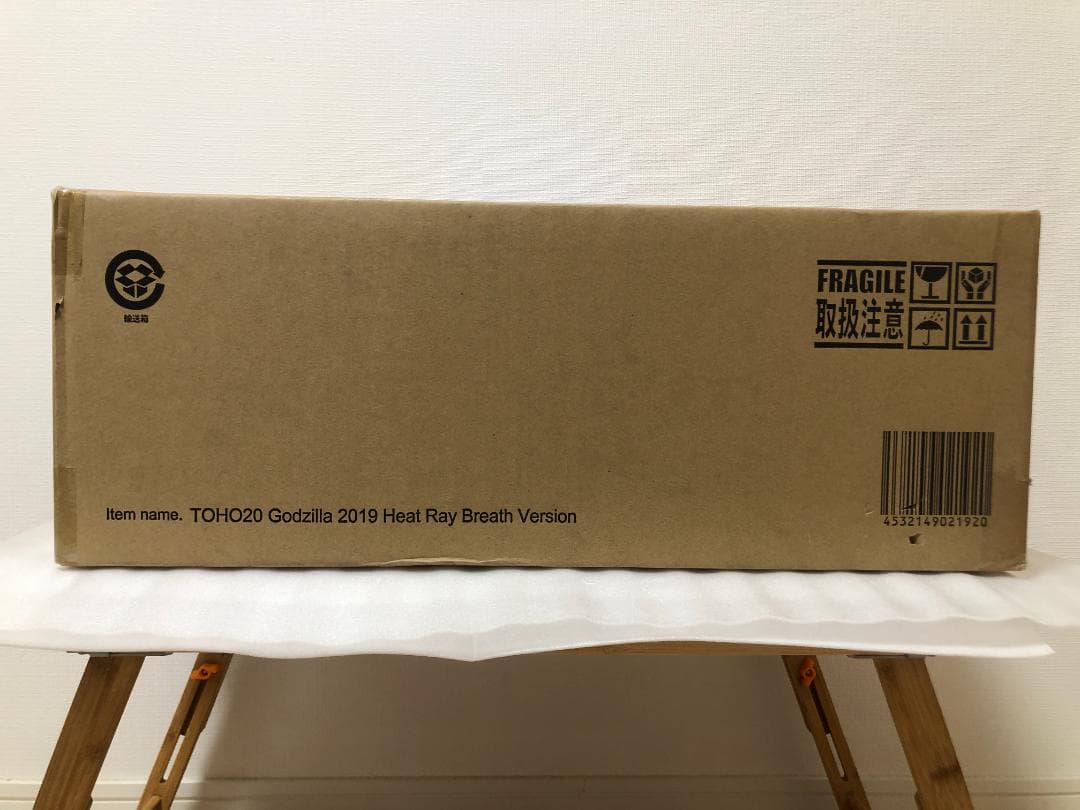 輸送箱
FRAGILE
取扱注意
4532149021920
Item name. TOHO20 Godzilla 2019 Heat Ray Breath Version